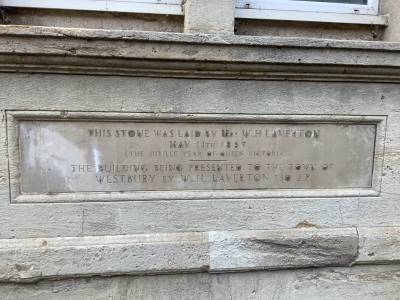 THIS STONE WAS LAID BY MRS W.H. LAVERTON
MAY 24TH 1887
(THE JUBILEE YEAR OF QUEEN VICTORIA)
THE BUILDING BEING PRESENTED TO THE TOWN OF
WESTBURY BY W.H. LAVERTON ESQ J.P.